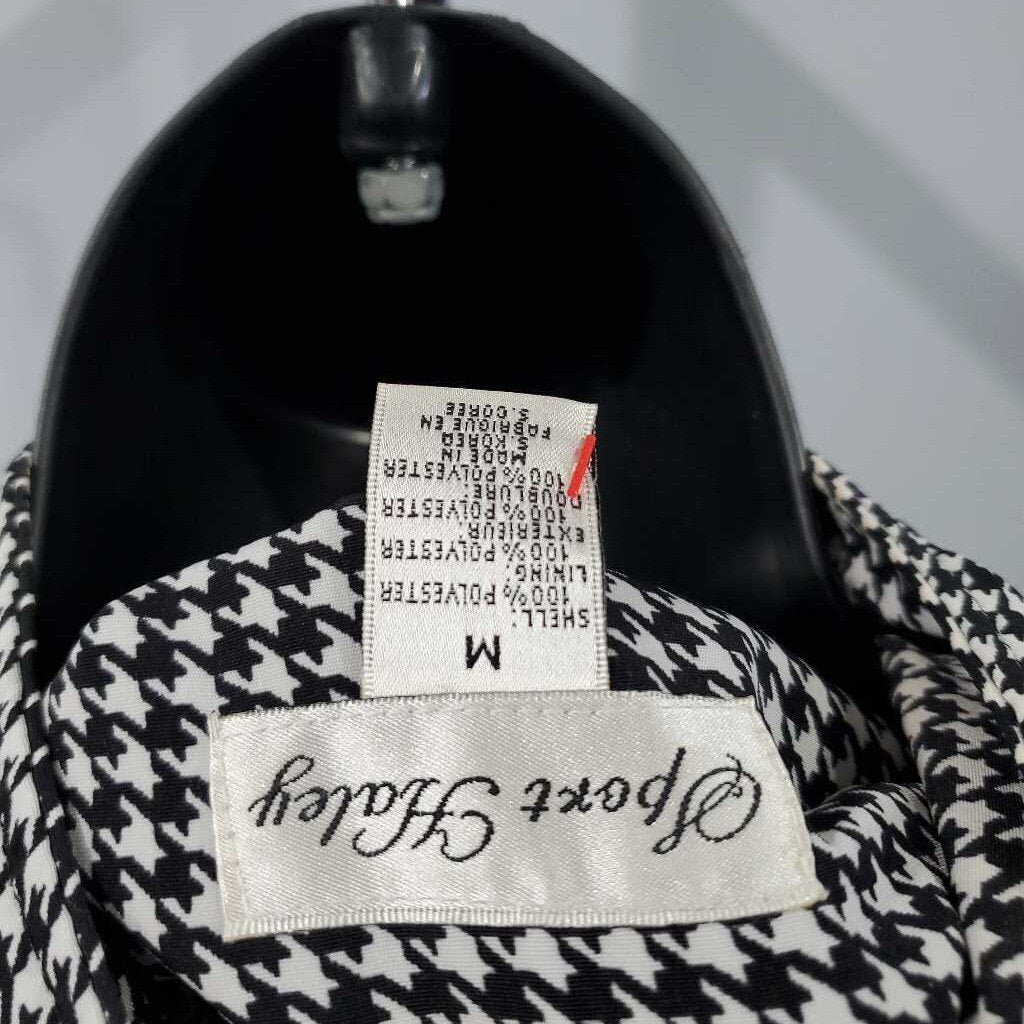 Sport Haley
M
SHELL:
100% POLYESTER
LINING:
100% POLYESTER
EXTERIEUR:
100% POLYESTER
DOUBLURE:
100% POLYESTER
MADE IN
S. KOREA
FABRIQUE EN
S. COREE